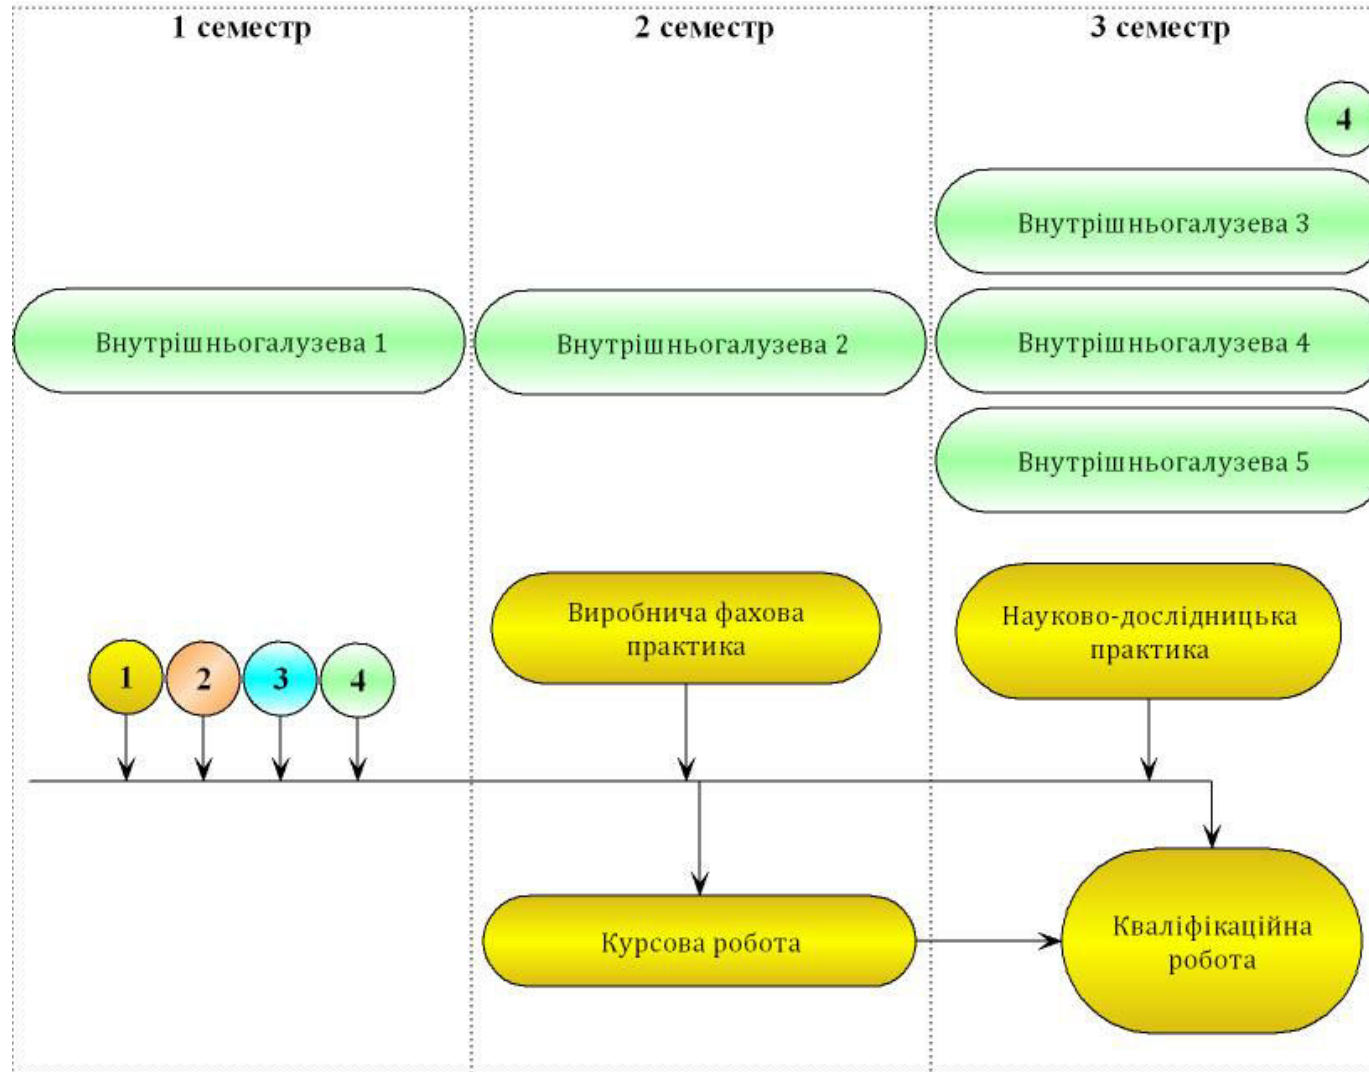 1 семестр
2 семестр
3 семестр
4
Внутрішньогалузева 3
Внутрішньогалузева 1
Внутрішньогалузева 2
Внутрішньогалузева 4
Внутрішньогалузева 5
Виробнича фахова
практика
Науково-дослідницька
практика
1
2
3
4
Курсова робота
Кваліфікаційна
робота